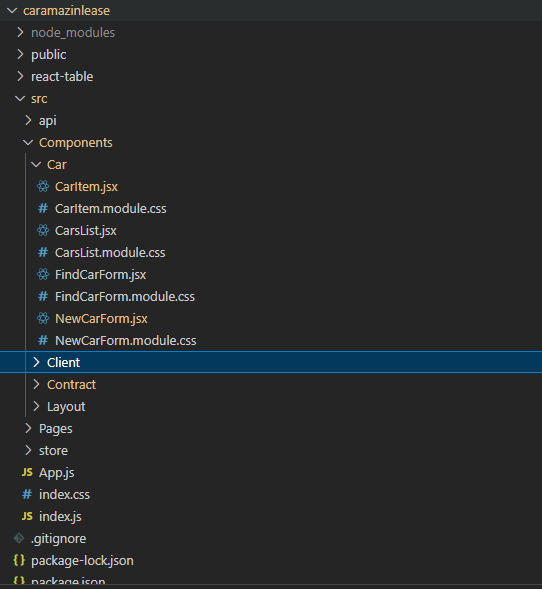 caramazinlease
node_modules
public
react-table
src
api
Components
Car
CarItem.jsx
# CarItem.module.css
CarsList.jsx
# CarsList.module.css
FindCarForm.jsx
# FindCarForm.module.css
NewCarForm.jsx
# NewCarForm.module.css
Client
Contract
Layout
Pages
store
JS App.js
# index.css
JS index.js
.gitignore
{} package-lock.json
{} package.json